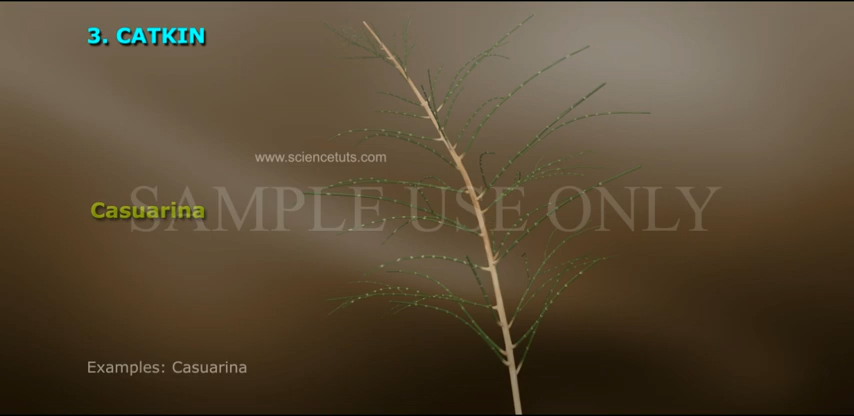 3. CATKIN
www.sciencetuts.com
SAMPLE USE ONLY
Casuarina
Examples: Casuarina